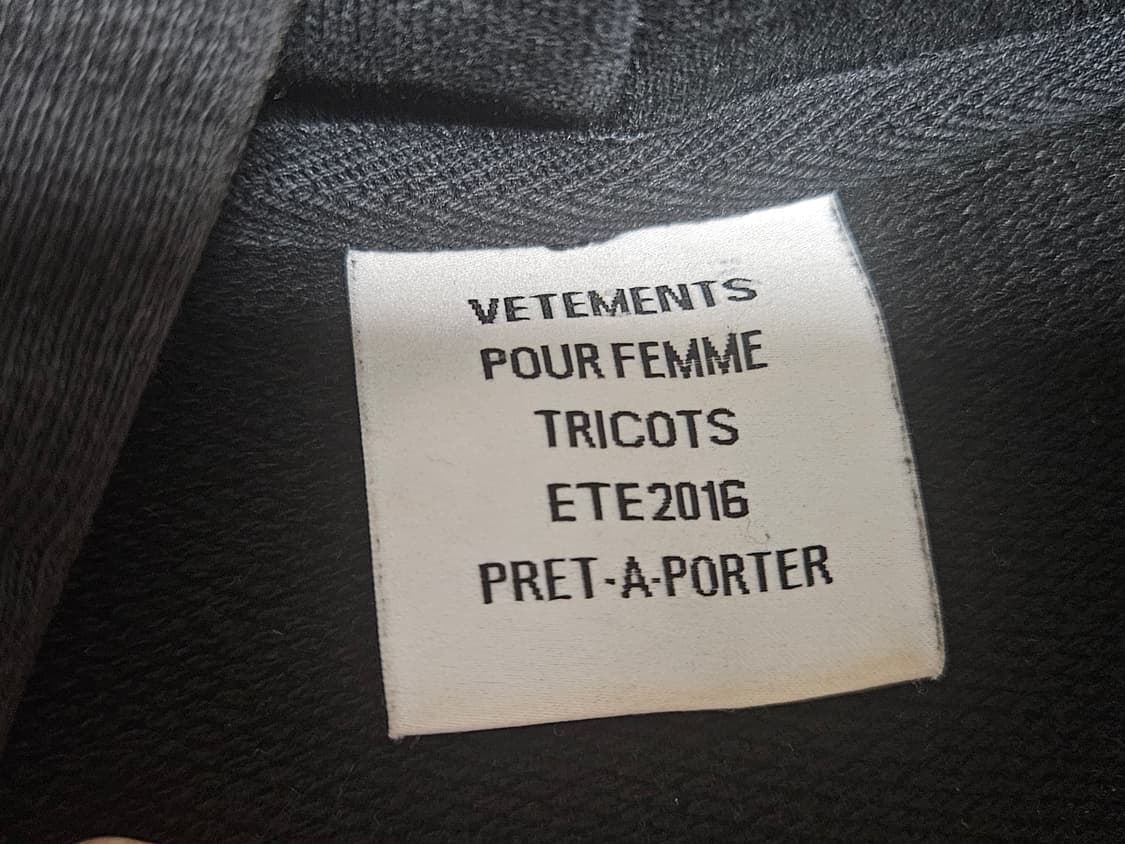 VETEMENTS
POUR FEMME
TRICOTS
ETE2016
PRET-A-PORTER